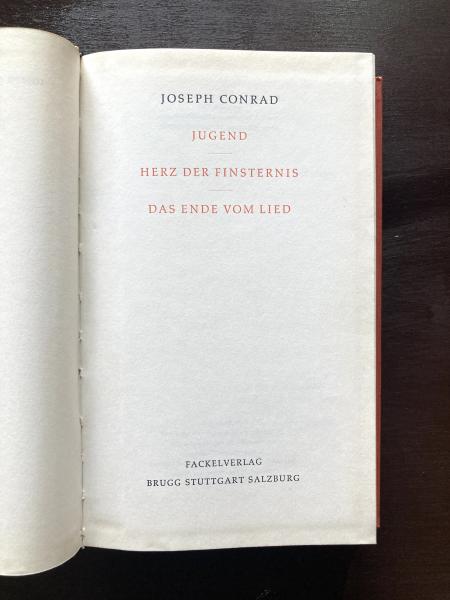 JOSEPH CONRAD
JUGEND
HERZ DER FINSTERNIS
DAS ENDE VOM LIED
FACKELVERLAG
BRUGG STUTTGART SALZBURG